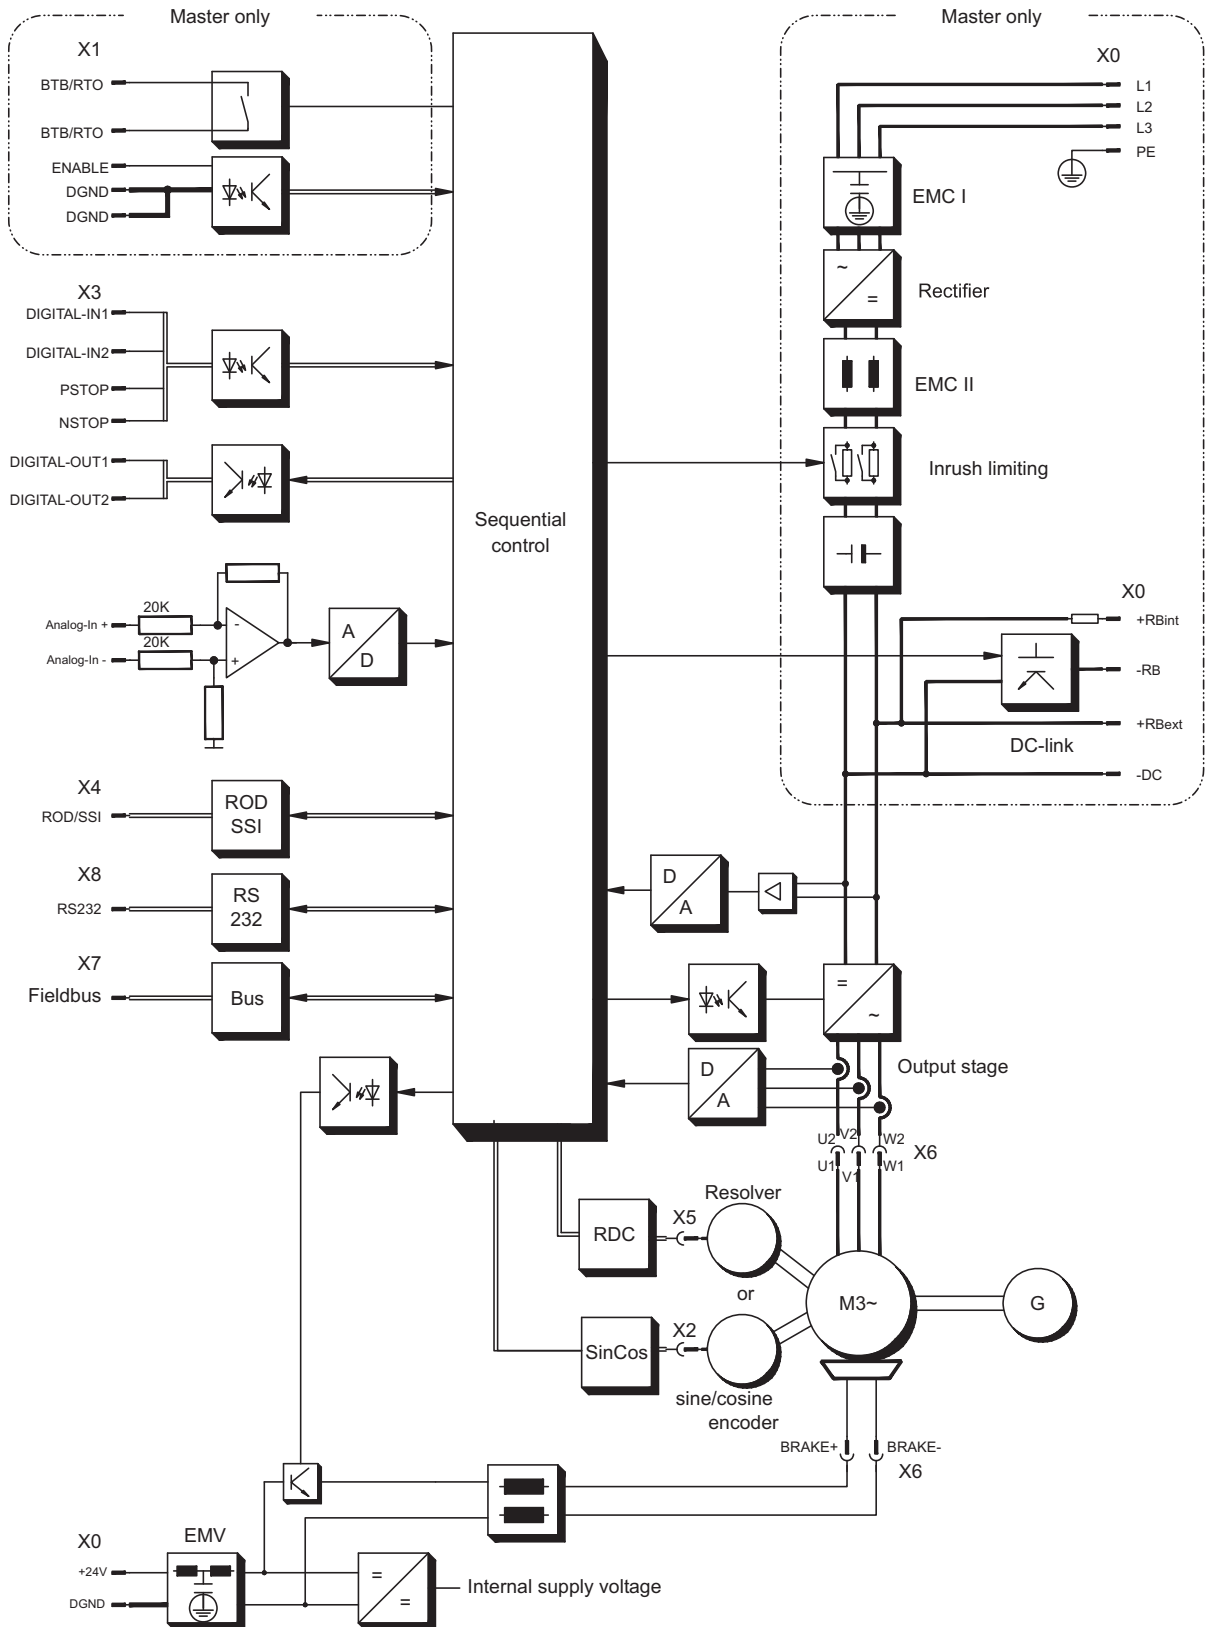 Master only
Master only
X1
BTB/RTO
BTB/RTO
ENABLE
DGND
DGND
X0
L1
L2
L3
PE
EMC I
~
=
Rectifier
EMC II
Inrush limiting
X3
DIGITAL-IN1
DIGITAL-IN2
PSTOP
NSTOP
DIGITAL-OUT1
DIGITAL-OUT2
Sequential
control
20K
Analog-In +
20K
Analog-In -
-
+
A
D
X0
+RBint
-RB
+RBext
DC-link
-DC
X4
ROD/SSI
ROD
SSI
X8
RS232
RS
232
X7
Fieldbus
Bus
D
A
=
~
Output stage
D
A
U2 V2 W2
X6
U1 V1 W1
Resolver
X5
RDC
or
M3~
G
X2
SinCos
sine/cosine
encoder
BRAKE+
BRAKE-
X6
X0
EMV
+24V
DGND
=
=
Internal supply voltage